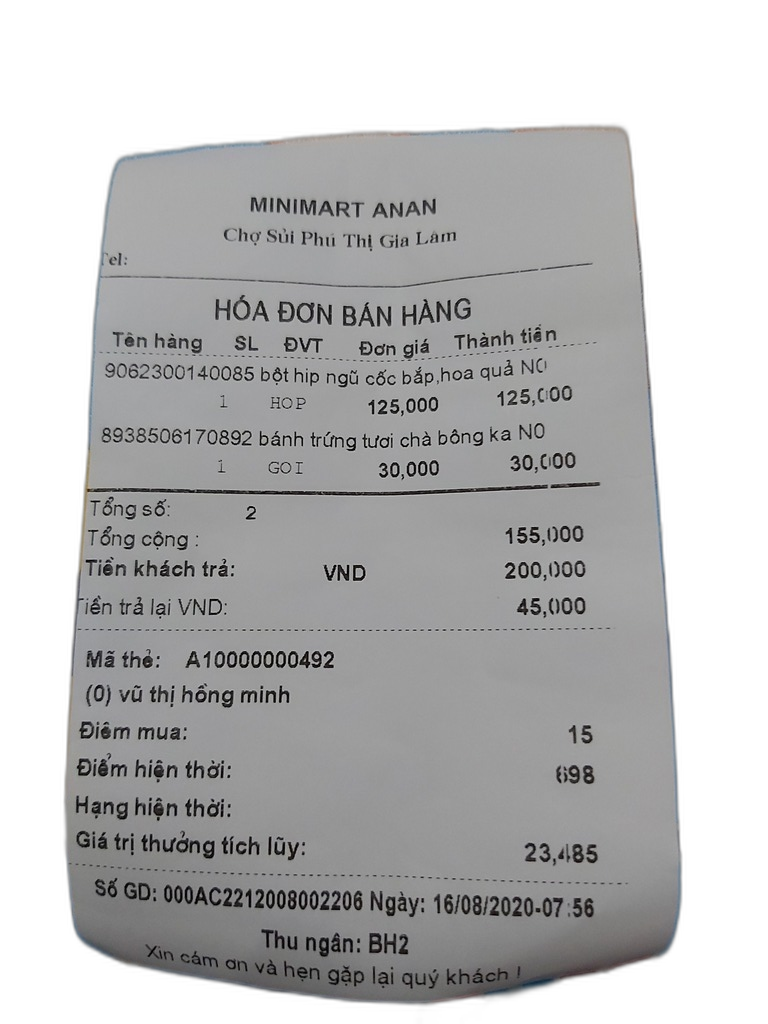 MINIMART ANAN
Chợ Sủi Phú Thị Gia Lâm
Tel:
HÓA ĐƠN BÁN HÀNG
Tên hàng SL ĐVT Đơn giá Thành tiền
9062300140085 bột hip ngũ cốc bắp,hoa quả NO
1 HOP 125,000 125,000
8938506170892 bánh trứng tươi chà bông ka NO
1 GOI 30,000 30,000
Tổng số: 2
Tổng cộng : 155,000
Tiền khách trả: VND 200,000
Tiền trả lại VND: 45,000
Mã thẻ: A10000000492
(0) vũ thị hồng minh
Điểm mua: 15
Điểm hiện thời: 698
Hạng hiện thời:
Giá trị thưởng tích lũy: 23,485
Số GD: 000AC2212008002206 Ngày: 16/08/2020-07:56
Thu ngân: BH2
Xin cám ơn và hẹn gặp lại quý khách !